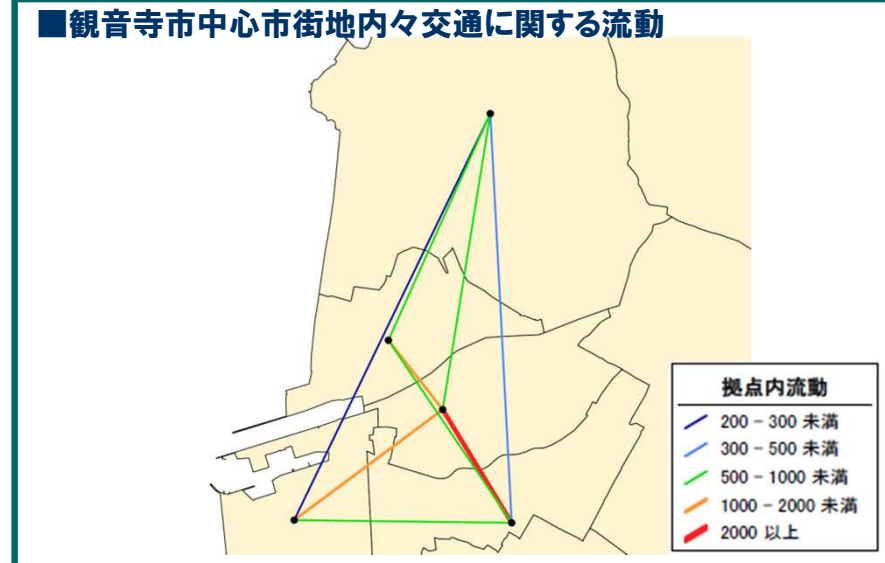 ■観音寺市中心市街地内々交通に関する流動
拠点内流動
200 - 300 未満
300 - 500 未満
500 - 1000 未満
1000 - 2000 未満
2000 以上